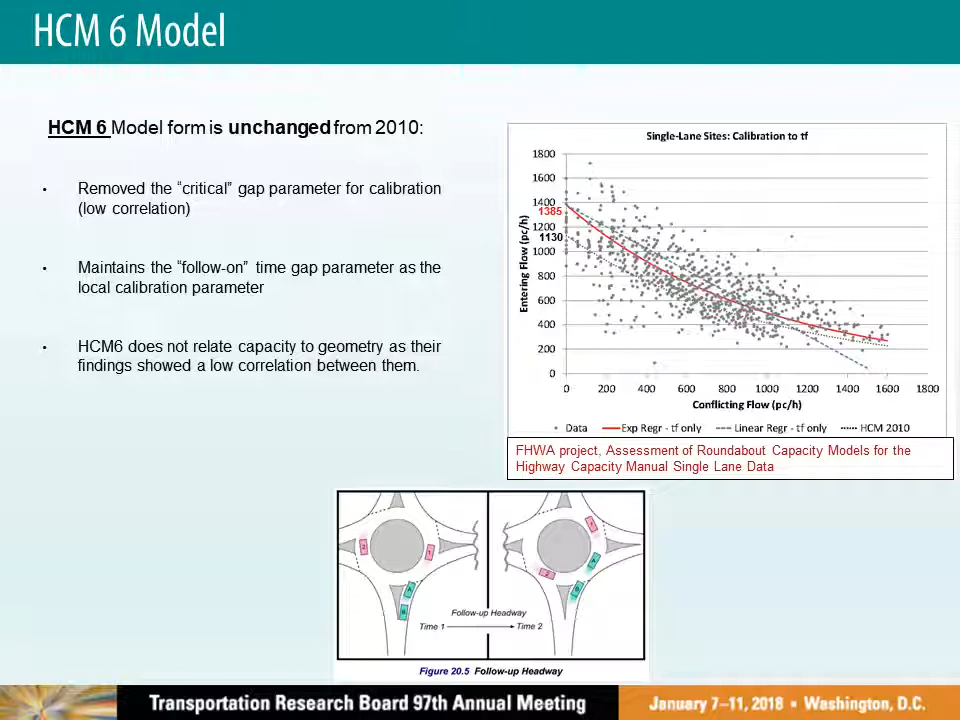 HCM 6 Model
HCM 6 Model form is unchanged from 2010:
• Removed the “critical” gap parameter for calibration
(low correlation)
• Maintains the “follow-on” time gap parameter as the
local calibration parameter
• HCM6 does not relate capacity to geometry as their
findings showed a low correlation between them.
Single-Lane Sites: Calibration to tf
Entering Flow (pc/h)
1800
1600
1400
1385
1200
1130
1000
800
600
400
200
0
0 200 400 600 800 1000 1200 1400 1600 1800
Conflicting Flow (pc/h)
Data Exp Regr - tf only Linear Regr - tf only HCM 2010
FHWA project, Assessment of Roundabout Capacity Models for the
Highway Capacity Manual Single Lane Data
2 1 A B
1 A 2 B
Follow-up Headway
Time 1 Time 2
Figure 20.5 Follow-up Headway
Transportation Research Board 97th Annual Meeting
January 7–11, 2018 • Washington, D.C.